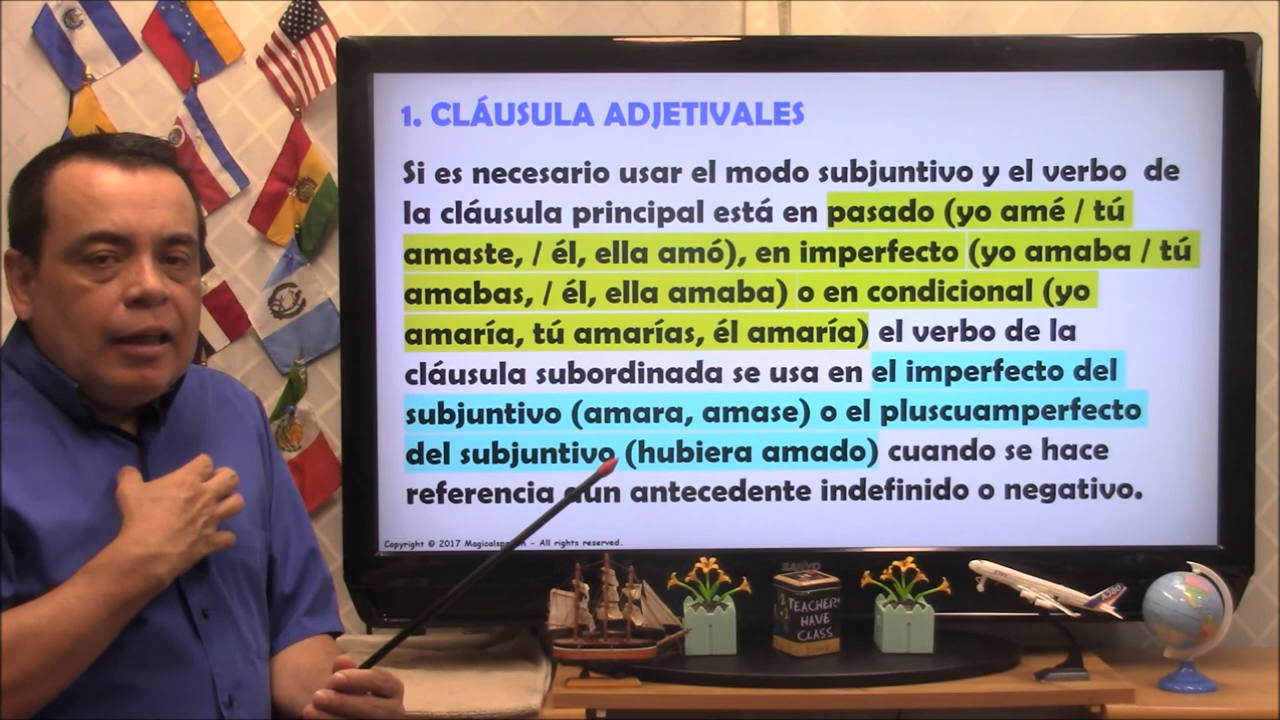 1. CLÁUSULA ADJETIVALES
Si es necesario usar el modo subjuntivo y el verbo de
la cláusula principal está en pasado (yo amé / tú
amaste, / él, ella amó), en imperfecto (yo amaba / tú
amabas, / él, ella amaba) o en condicional (yo
amaría, tú amarías, él amaría) el verbo de la
cláusula subordinada se usa en el imperfecto del
subjuntivo (amara, amase) o el pluscuamperfecto
del subjuntivo (hubiera amado) cuando se hace
referencia aun antecedente indefinido o negativo.
Copyright © 2017 - All rights reserved.
SANYO
TEACHERS
HAVE
CLASS
A380